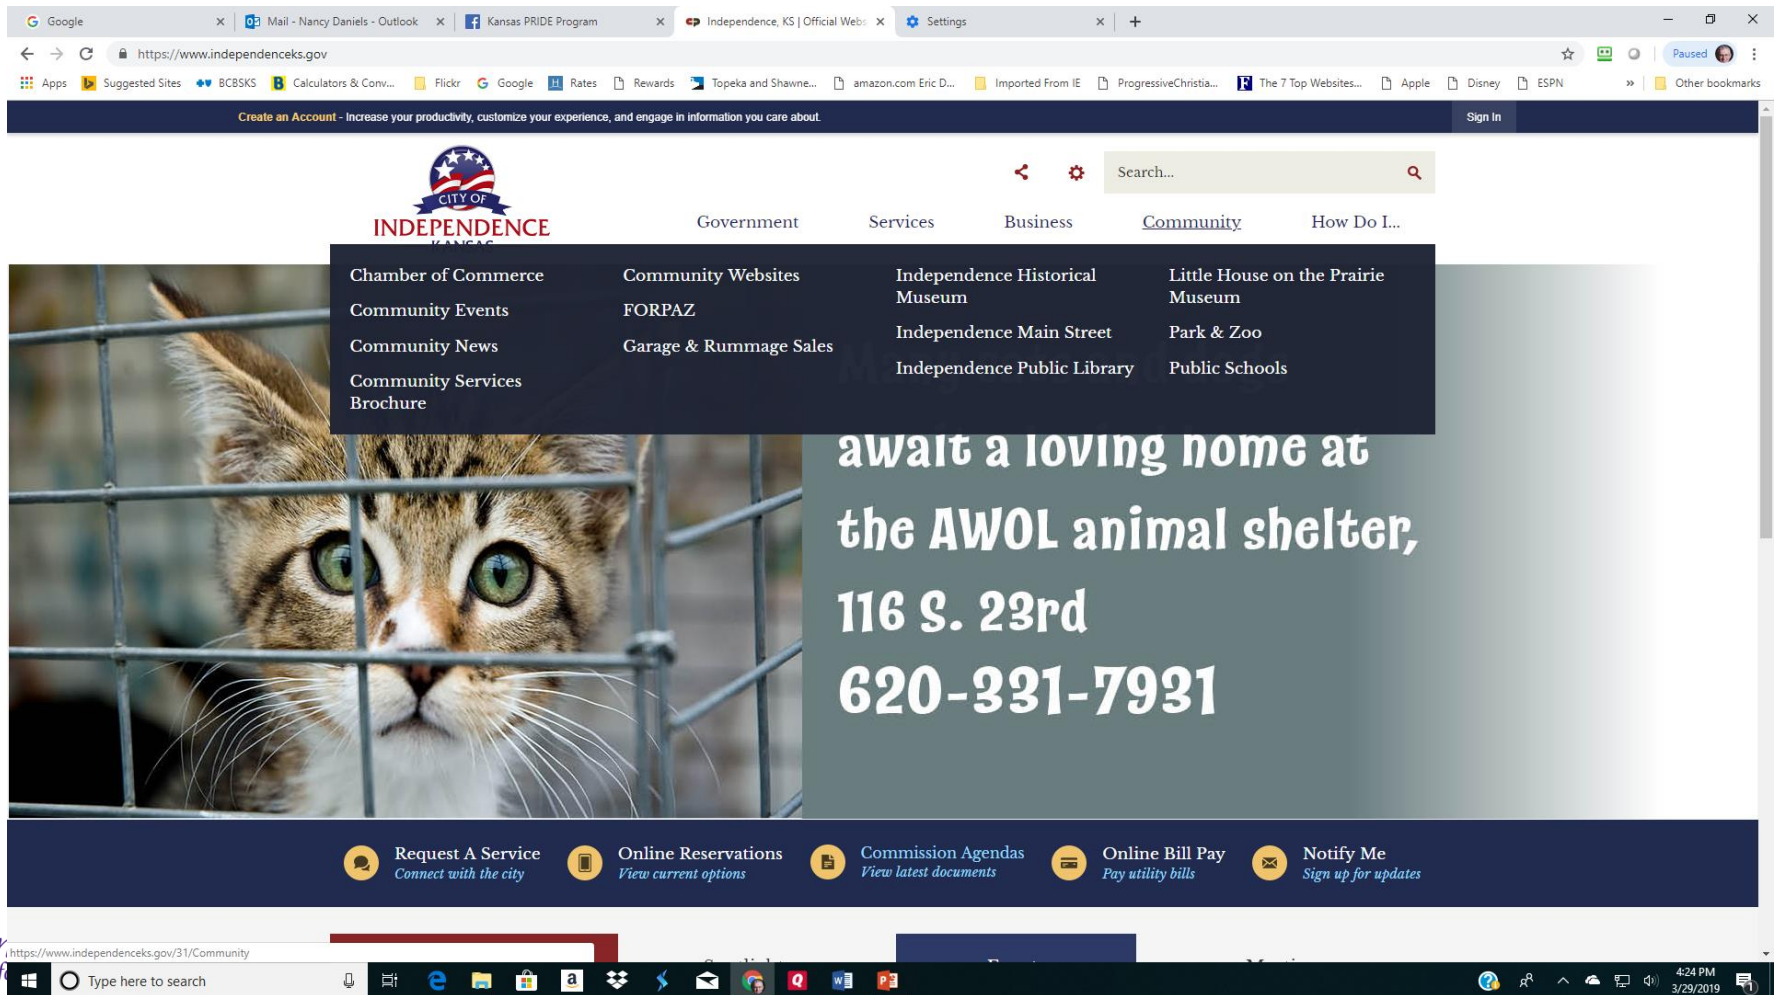 Google
Mail - Nancy Daniels - Outlook
Kansas PRIDE Program
Independence, KS | Official Webs
Settings
https://www.independenceks.gov
Paused
Apps
Suggested Sites
BCBSKS
Calculators & Conv...
Flickr
Google
Rates
Rewards
Topeka and Shawne...
amazon.com Eric D...
Imported From IE
ProgressiveChristia...
The 7 Top Websites...
Apple
Disney
ESPN
»
Other bookmarks
Create an Account - Increase your productivity, customize your experience, and engage in information you care about.
Sign In
CITY OF
INDEPENDENCE
KANSAS
Search...
Government
Services
Business
Community
How Do I...
Chamber of Commerce
Community Events
Community News
Community Services
Brochure
Community Websites
FORPAZ
Garage & Rummage Sales
Independence Historical
Museum
Independence Main Street
Independence Public Library
Little House on the Prairie
Museum
Park & Zoo
Public Schools
await a loving home at
the AWOL animal shelter,
116 S. 23rd
620-331-7931
Request A Service
Connect with the city
Online Reservations
View current options
Commission Agendas
View latest documents
Online Bill Pay
Pay utility bills
Notify Me
Sign up for updates
https://www.independenceks.gov/31/Community
Type here to search
4:24 PM
3/29/2019